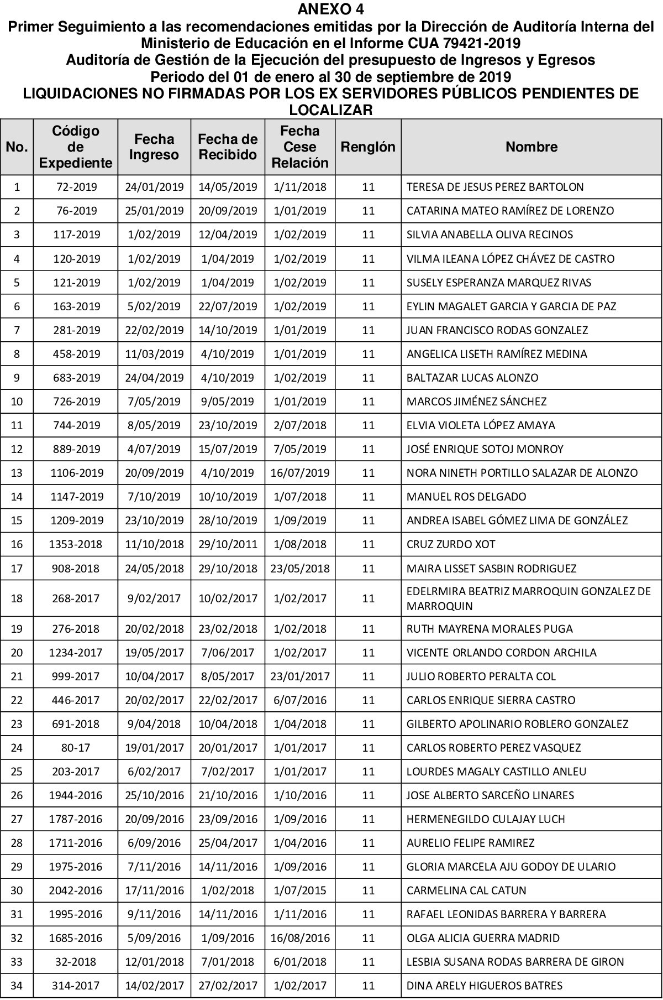 ANEXO 4
Primer Seguimiento a las recomendaciones emitidas por la Dirección de Auditoría Interna del
Ministerio de Educación en el Informe CUA 79421-2019
Auditoría de Gestión de la Ejecución del presupuesto de Ingresos y Egresos
Periodo del 01 de enero al 30 de septiembre de 2019
LIQUIDACIONES NO FIRMADAS POR LOS EX SERVIDORES PÚBLICOS PENDIENTES DE
LOCALIZAR
No. Código de Expediente Fecha Ingreso Fecha de Recibido Fecha Cese Relación Renglón Nombre
1 72-2019 24/01/2019 14/05/2019 1/11/2018 11 TERESA DE JESUS PEREZ BARTOLON
2 76-2019 25/01/2019 20/09/2019 1/01/2019 11 CATARINA MATEO RAMÍREZ DE LORENZO
3 117-2019 1/02/2019 12/04/2019 1/02/2019 11 SILVIA ANABELLA OLIVA RECINOS
4 120-2019 1/02/2019 1/04/2019 1/02/2019 11 VILMA ILEANA LÓPEZ CHÁVEZ DE CASTRO
5 121-2019 1/02/2019 1/04/2019 1/02/2019 11 SUSELY ESPERANZA MARQUEZ RIVAS
6 163-2019 5/02/2019 22/07/2019 1/02/2019 11 EYLIN MAGALET GARCIA Y GARCIA DE PAZ
7 281-2019 22/02/2019 14/10/2019 1/01/2019 11 JUAN FRANCISCO RODAS GONZALEZ
8 458-2019 11/03/2019 4/10/2019 1/01/2019 11 ANGELICA LISETH RAMÍREZ MEDINA
9 683-2019 24/04/2019 4/10/2019 1/02/2019 11 BALTAZAR LUCAS ALONZO
10 726-2019 7/05/2019 9/05/2019 1/01/2019 11 MARCOS JIMÉNEZ SÁNCHEZ
11 744-2019 8/05/2019 23/10/2019 2/07/2018 11 ELVIA VIOLETA LÓPEZ AMAYA
12 889-2019 4/07/2019 15/07/2019 7/05/2019 11 JOSÉ ENRIQUE SOTOJ MONROY
13 1106-2019 20/09/2019 4/10/2019 16/07/2019 11 NORA NINETH PORTILLO SALAZAR DE ALONZO
14 1147-2019 7/10/2019 10/10/2019 1/07/2018 11 MANUEL ROS DELGADO
15 1209-2019 23/10/2019 28/10/2019 1/09/2019 11 ANDREA ISABEL GÓMEZ LIMA DE GONZÁLEZ
16 1353-2018 11/10/2018 29/10/2011 1/08/2018 11 CRUZ ZURDO XOT
17 908-2018 24/05/2018 29/10/2018 23/05/2018 11 MAIRA LISSET SASBIN RODRIGUEZ
18 268-2017 9/02/2017 10/02/2017 1/02/2017 11 EDELRMIRA BEATRIZ MARROQUIN GONZALEZ DE
MARROQUIN
19 276-2018 20/02/2018 23/02/2018 1/02/2018 11 RUTH MAYRENA MORALES PUGA
20 1234-2017 19/05/2017 7/06/2017 1/02/2017 11 VICENTE ORLANDO CORDON ARCHILA
21 999-2017 10/04/2017 8/05/2017 23/01/2017 11 JULIO ROBERTO PERALTA COL
22 446-2017 20/02/2017 22/02/2017 6/07/2016 11 CARLOS ENRIQUE SIERRA CASTRO
23 691-2018 9/04/2018 10/04/2018 1/04/2018 11 GILBERTO APOLINARIO ROBLERO GONZALEZ
24 80-17 19/01/2017 20/01/2017 1/01/2017 11 CARLOS ROBERTO PEREZ VASQUEZ
25 203-2017 6/02/2017 7/02/2017 1/01/2017 11 LOURDES MAGALY CASTILLO ANLEU
26 1944-2016 25/10/2016 21/10/2016 1/10/2016 11 JOSE ALBERTO SARCEÑO LINARES
27 1787-2016 20/09/2016 23/09/2016 1/09/2016 11 HERMENEGILDO CULAJAY LUCH
28 1711-2016 6/09/2016 25/04/2017 1/04/2016 11 AURELIO FELIPE RAMIREZ
29 1975-2016 7/11/2016 14/11/2016 1/09/2016 11 GLORIA MARCELA AJU GODOY DE ULARIO
30 2042-2016 17/11/2016 1/02/2018 1/07/2015 11 CARMELINA CAL CATUN
31 1995-2016 9/11/2016 14/11/2016 1/11/2016 11 RAFAEL LEONIDAS BARRERA Y BARRERA
32 1685-2016 5/09/2016 1/09/2016 16/08/2016 11 OLGA ALICIA GUERRA MADRID
33 32-2018 12/01/2018 7/01/2018 6/01/2018 11 LESBIA SUSANA RODAS BARRERA DE GIRON
34 314-2017 14/02/2017 27/02/2017 1/02/2017 11 DINA ARELY HIGUEROS BATRES